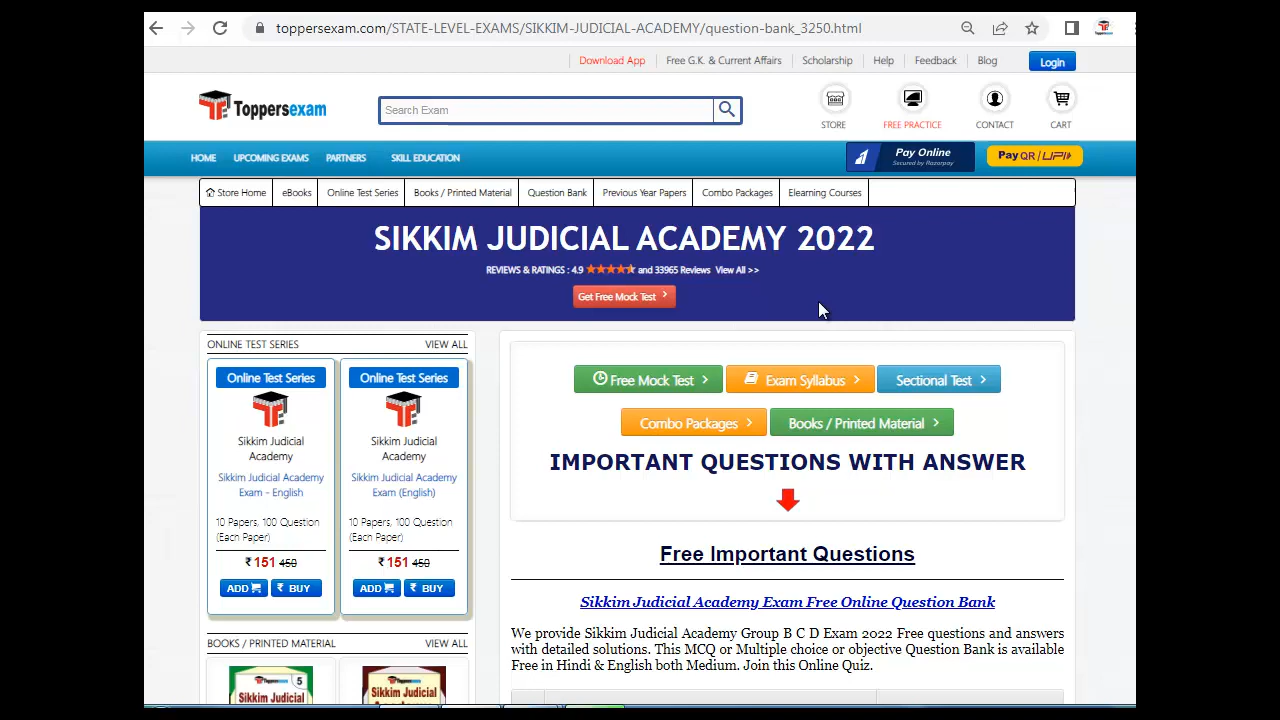 toppersexam.com/STATE-LEVEL-EXAMS/SIKKIM-JUDICIAL-ACADEMY/question-bank_3250.html
Download App Free G.K. & Current Affairs Scholarship Help Feedback Blog Login
Toppersexam
Search Exam
STORE FREE PRACTICE CONTACT CART
HOME UPCOMING EXAMS PARTNERS SKILL EDUCATION
Pay Online
Secured by Razorpay
Pay QR/UPI
Store Home eBooks Online Test Series Books / Printed Material Question Bank Previous Year Papers Combo Packages Elearning Courses
SIKKIM JUDICIAL ACADEMY 2022
REVIEWS & RATINGS : 4.9 and 33965 Reviews View All >>
Get Free Mock Test
ONLINE TEST SERIES VIEW ALL
Online Test Series
Sikkim Judicial
Academy
Sikkim Judicial Academy
Exam - English
10 Papers, 100 Question
(Each Paper)
₹ 151 450
ADD ₹ BUY
Online Test Series
Sikkim Judicial
Academy
Sikkim Judicial Academy
Exam (English)
10 Papers, 100 Question
(Each Paper)
₹ 151 450
ADD ₹ BUY
BOOKS / PRINTED MATERIAL VIEW ALL
Toppersexam 5
Sikkim Judicial
Toppersexam
Sikkim Judicial
Free Mock Test Exam Syllabus Sectional Test
Combo Packages Books / Printed Material
IMPORTANT QUESTIONS WITH ANSWER
Free Important Questions
Sikkim Judicial Academy Exam Free Online Question Bank
We provide Sikkim Judicial Academy Group B C D Exam 2022 Free questions and answers
with detailed solutions. This MCQ or Multiple choice or objective Question Bank is available
Free in Hindi & English both Medium. Join this Online Quiz.